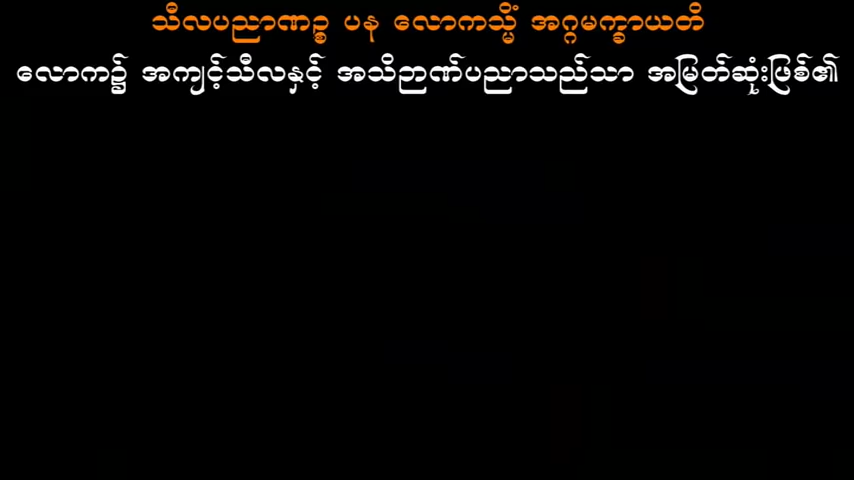 သီလပညာဏဉ္စ ပန လောကသ္မိံ အဂ္ဂမက္ခာယတိ
လောက၌ အကျင့်သီလနှင့် အသိဉာဏ်ပညာသည်သာ အမြတ်ဆုံးဖြစ်၏